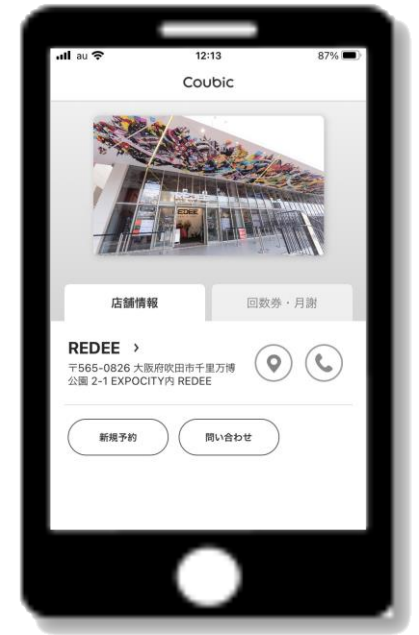 au
12:13
87%
Coubic
REDEE
店舗情報
回数券・月謝
REDEE
〒565-0826 大阪府吹田市千里万博
公園 2-1 EXPOCITY内 REDEE
新規予約
問い合わせ